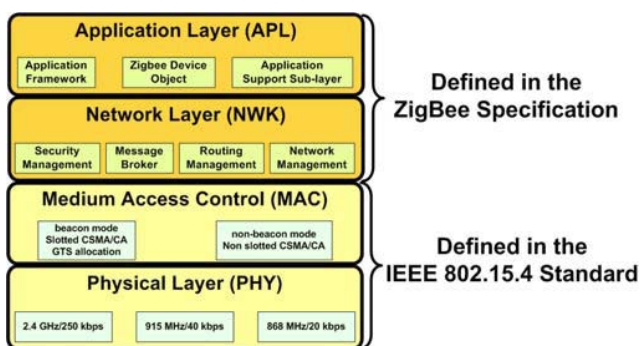 Application Layer (APL)
Application
Framework
Zigbee Device
Object
Application
Support Sub-layer
Defined in the
ZigBee Specification
Network Layer (NWK)
Security
Management
Message
Broker
Routing
Management
Network
Management
Medium Access Control (MAC)
beacon mode
Slotted CSMA/CA
GTS allocation
non-beacon mode
Non slotted CSMA/CA
Defined in the
IEEE 802.15.4 Standard
Physical Layer (PHY)
2.4 GHz/250 kbps
915 MHz/40 kbps
868 MHz/20 kbps